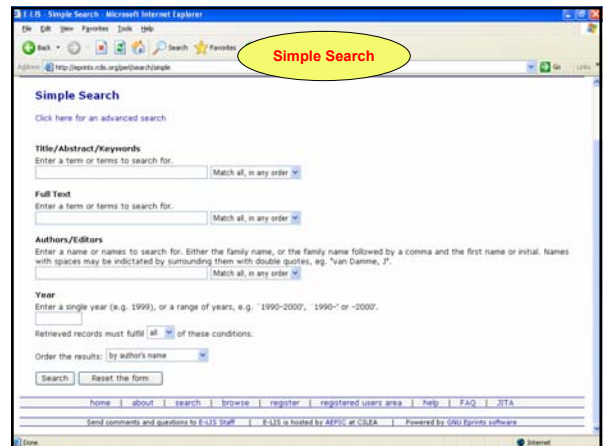 E-LIS - Simple Search - Microsoft Internet Explorer
File Edit View Favorites Tools Help
Back Search Favorites
Simple Search
Address http://eprints.rclis.org/perl/search/simple Go Links
Simple Search
Click here for an advanced search
Title/Abstract/Keywords
Enter a term or terms to search for.
Match all, in any order
Full Text
Enter a term or terms to search for.
Match all, in any order
Authors/Editors
Enter a name or names to search for. Either the family name, or the family name followed by a comma and the first name or initial. Names
with spaces may be indictated by surrounding them with double quotes, eg. "van Damme, J".
Match all, in any order
Year
Enter a single year (e.g. 1999), or a range of years, e.g. `1990-2000', `1990-' or -2000'.
Retrieved records must fulfill all of these conditions:
Order the results: by author's name
Search Reset the form
home | about | search | browse | register | registered users area | help | FAQ | JITA
Send comments and questions to E-LIS Staff | E-LIS is hosted by AEPIC at CILEA | Powered by GNU Eprints software
Done Internet